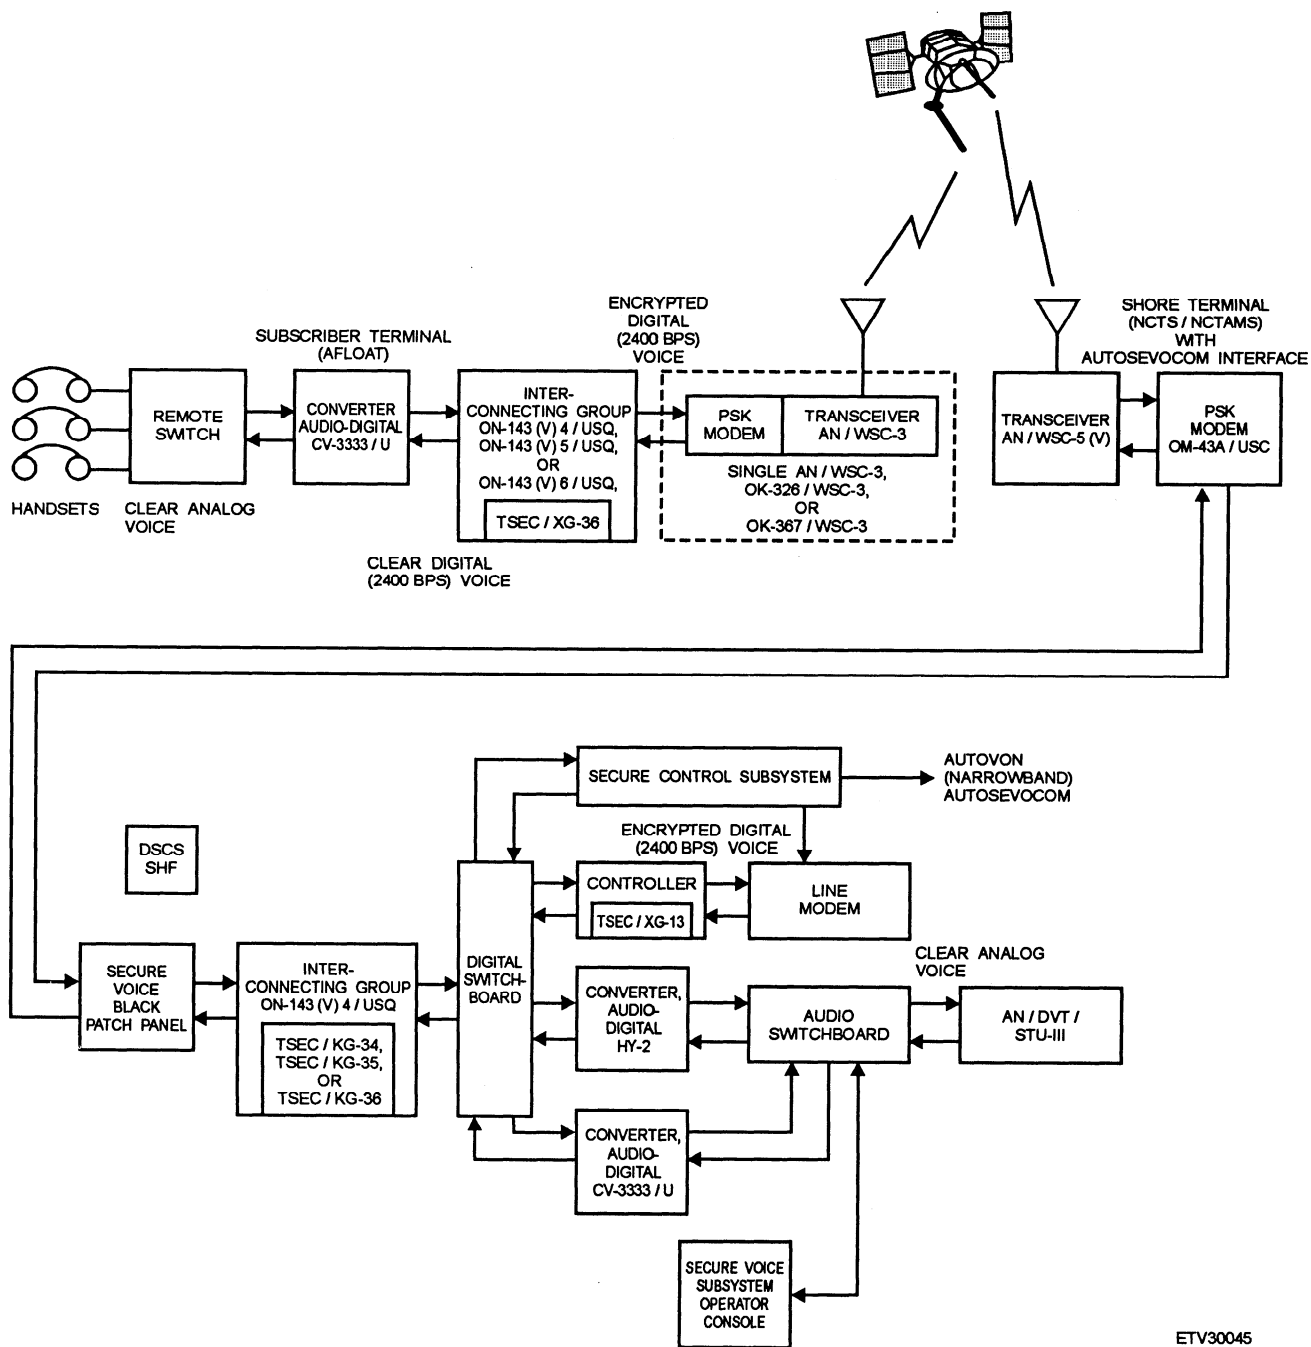 ENCRYPTED
DIGITAL
(2400 BPS)
VOICE
SHORE TERMINAL
(NCTS / NCTAMS)
WITH
AUTOSEVOCOM INTERFACE
SUBSCRIBER TERMINAL
(AFLOAT)
REMOTE
SWITCH
CONVERTER
AUDIO-DIGITAL
CV-3333 / U
INTER-
CONNECTING GROUP
ON-143 (V) 4 / USQ,
ON-143 (V) 5 / USQ,
OR
ON-143 (V) 6 / USQ,
TSEC / XG-36
PSK
MODEM
TRANSCEIVER
AN / WSC-3
SINGLE AN / WSC-3,
OK-326 / WSC-3,
OR
OK-367 / WSC-3
TRANSCEIVER
AN / WSC-5 (V)
PSK
MODEM
OM-43A / USC
HANDSETS
CLEAR ANALOG
VOICE
CLEAR DIGITAL
(2400 BPS) VOICE
SECURE CONTROL SUBSYSTEM
AUTOVON
(NARROWBAND)
AUTOSEVOCOM
DSCS
SHF
ENCRYPTED DIGITAL
(2400 BPS) VOICE
CONTROLLER
TSEC / XG-13
LINE
MODEM
SECURE
VOICE
BLACK
PATCH PANEL
INTER-
CONNECTING GROUP
ON-143 (V) 4 / USQ
TSEC / KG-34,
TSEC / KG-35,
OR
TSEC / KG-36
DIGITAL
SWITCH-
BOARD
CONVERTER,
AUDIO-
DIGITAL
HY-2
AUDIO
SWITCHBOARD
CLEAR ANALOG
VOICE
AN / DVT /
STU-III
CONVERTER,
AUDIO-
DIGITAL
CV-3333 / U
SECURE VOICE
SUBSYSTEM
OPERATOR
CONSOLE
ETV30045